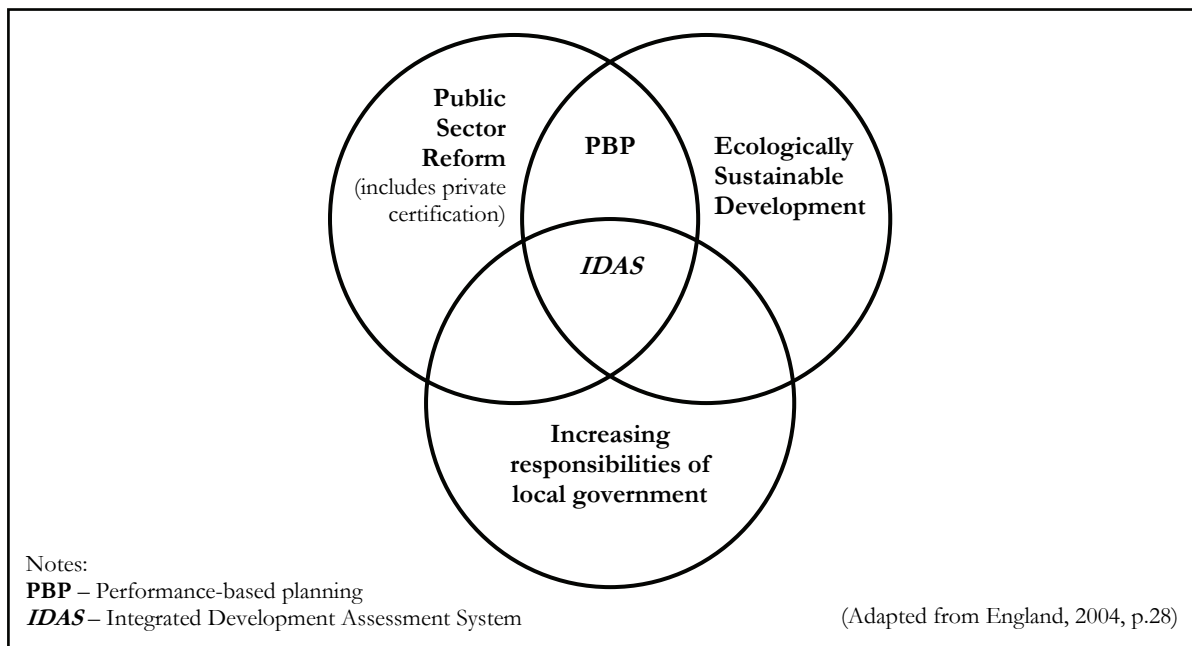 Public
Sector
Reform
(includes private
certification)
PBP
Ecologically
Sustainable
Development
IDAS
Increasing
responsibilities of
local government
Notes:
PBP – Performance-based planning
IDAS – Integrated Development Assessment System
(Adapted from England, 2004, p.28)